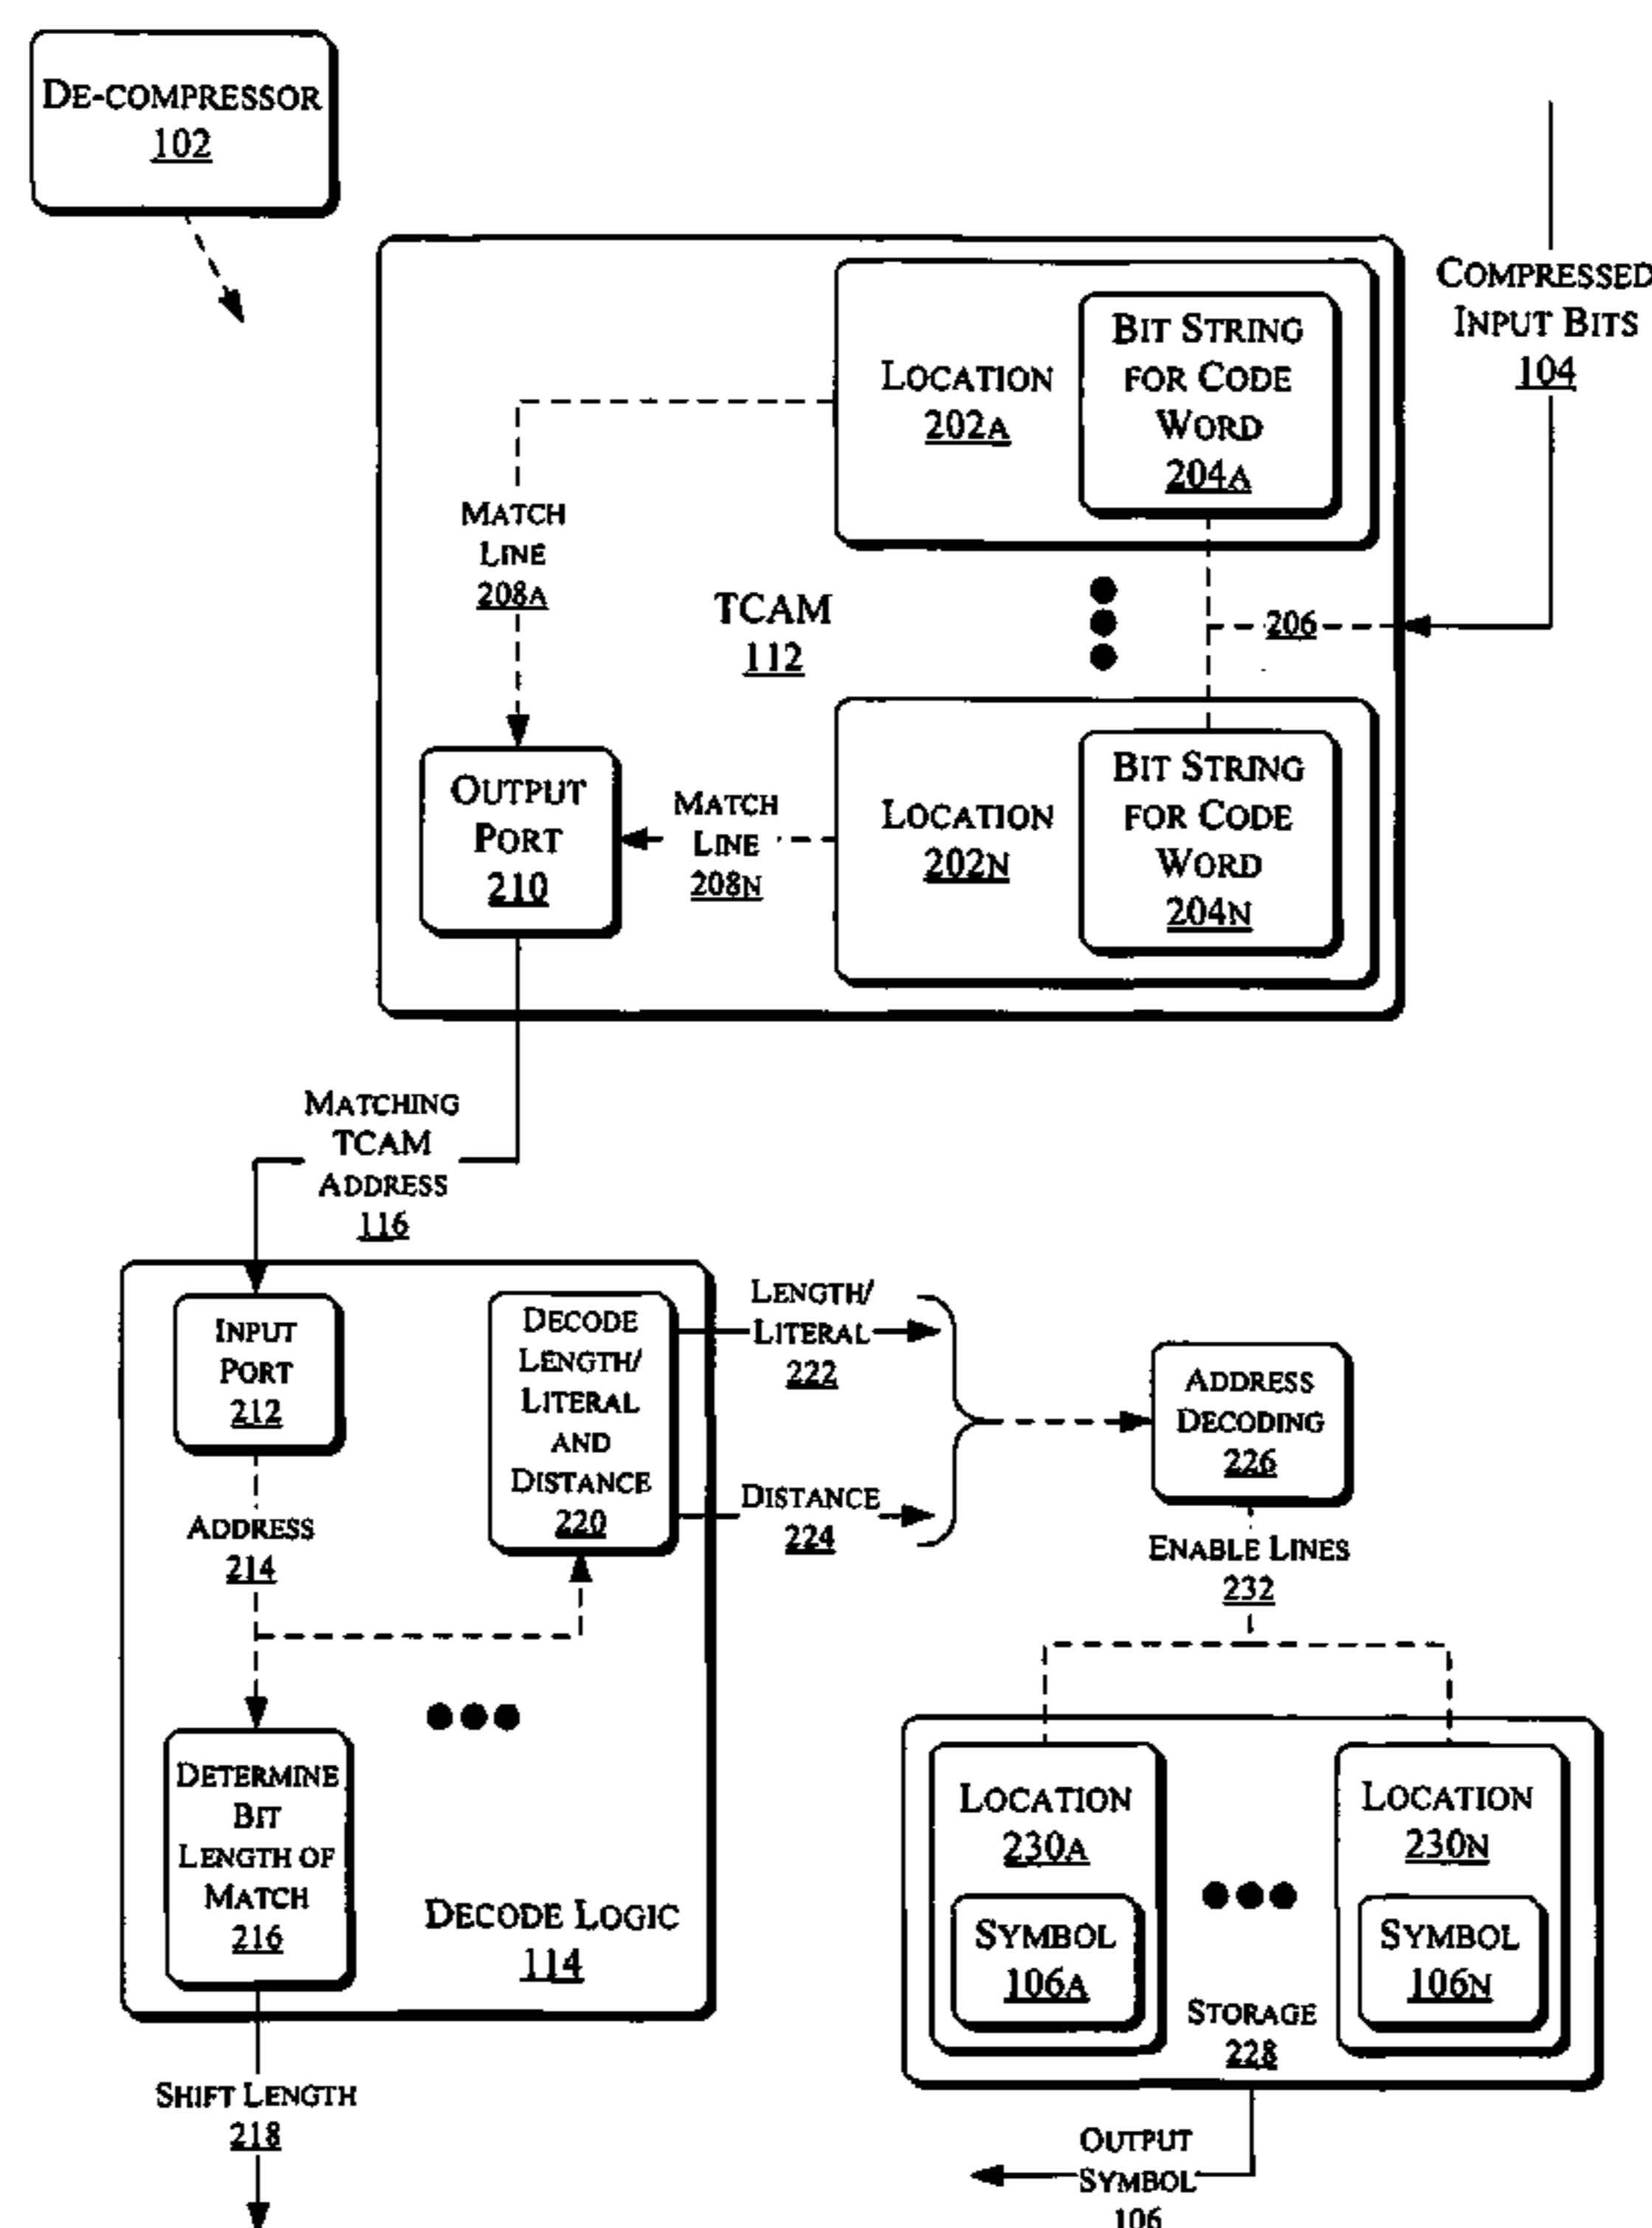 DE-COMPRESSOR
102
COMPRESSED
INPUT BITS
104
LOCATION
202A
BIT STRING
FOR CODE
WORD
204A
MATCH
LINE
208A
TCAM
112
206
OUTPUT
PORT
210
MATCH
LINE
208N
LOCATION
202N
BIT STRING
FOR CODE
WORD
204N
MATCHING
TCAM
ADDRESS
116
INPUT
PORT
212
DECODE
LENGTH/
LITERAL
AND
DISTANCE
220
LENGTH/
LITERAL
222
DISTANCE
224
ADDRESS
DECODING
226
ADDRESS
214
ENABLE LINES
232
DETERMINE
BIT
LENGTH OF
MATCH
216
DECODE LOGIC
114
LOCATION
230A
SYMBOL
106A
LOCATION
230N
SYMBOL
106N
STORAGE
228
SHIFT LENGTH
218
OUTPUT
SYMBOL
106